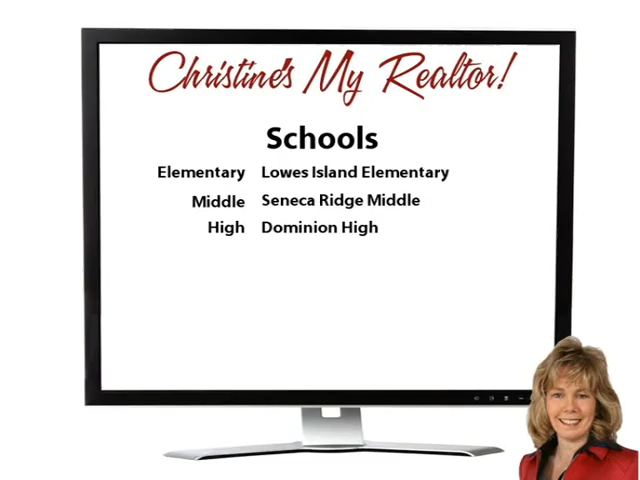 Christine's My Realtor!
Schools
Elementary Lowes Island Elementary
Middle Seneca Ridge Middle
High Dominion High